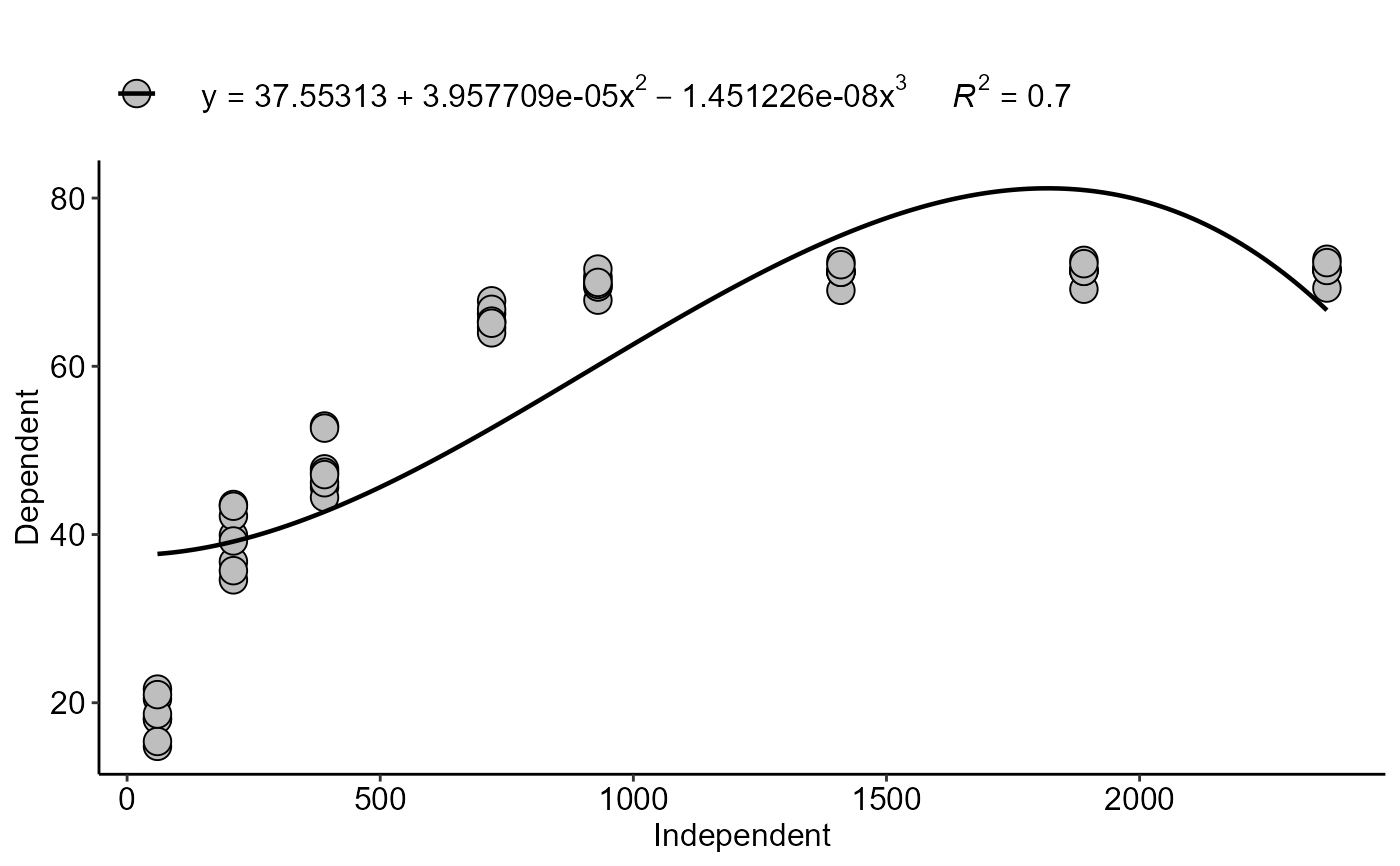 y = 37.55313 + 3.957709e-05x² − 1.451226e-08x³ R² = 0.7
80
60
40
20
Dependent
0 500 1000 1500 2000
Independent